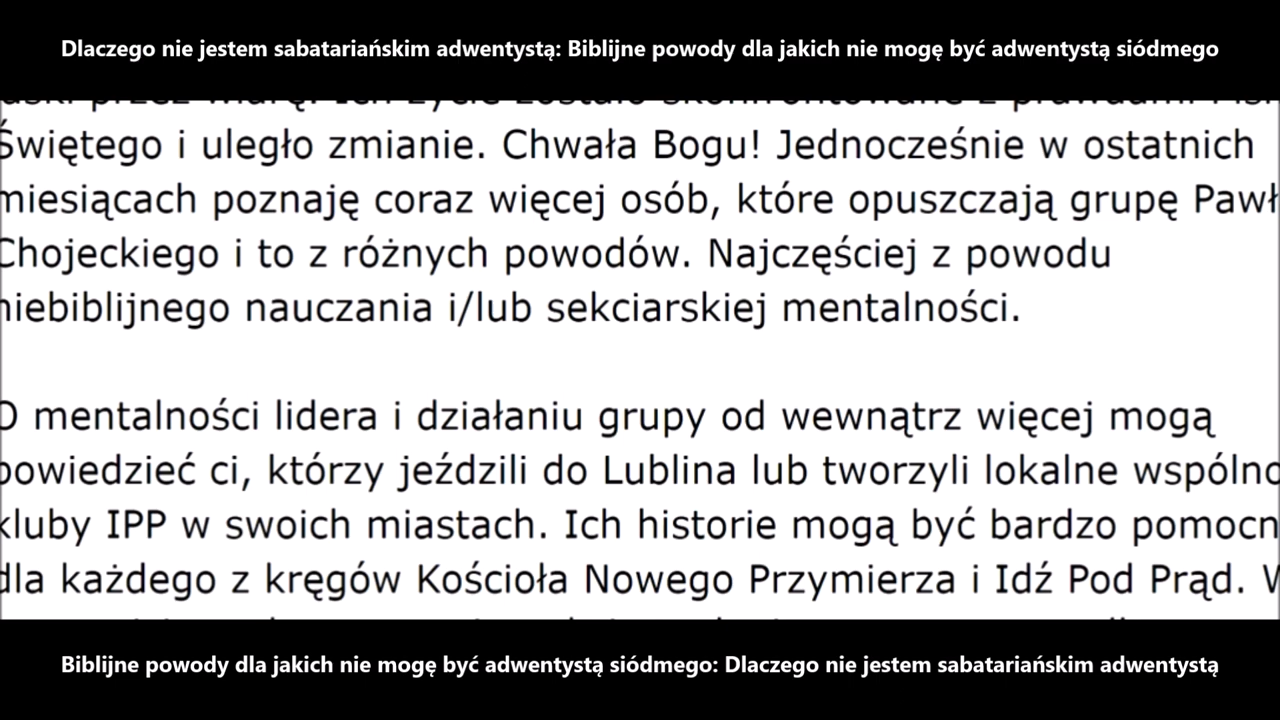 Dlaczego nie jestem sabatariańskim adwentystą: Biblijne powody dla jakich nie mogę być adwentystą siódmego
Świętego i uległo zmianie. Chwała Bogu! Jednocześnie w ostatnich
miesiącach poznaję coraz więcej osób, które opuszczają grupę
Chojeckiego i to z różnych powodów. Najczęściej z powodu
niebiblijnego nauczania i/lub sekciarskiej mentalności.
O mentalności lidera i działaniu grupy od wewnątrz więcej mogą
powiedzieć ci, którzy jeździli do Lublina lub tworzyli lokalne
kluby IPP w swoich miastach. Ich historie mogą być bardzo
dla każdego z kręgów Kościoła Nowego Przymierza i Idź Pod Prąd.
Biblijne powody dla jakich nie mogę być adwentystą siódmego: Dlaczego nie jestem sabatariańskim adwentystą